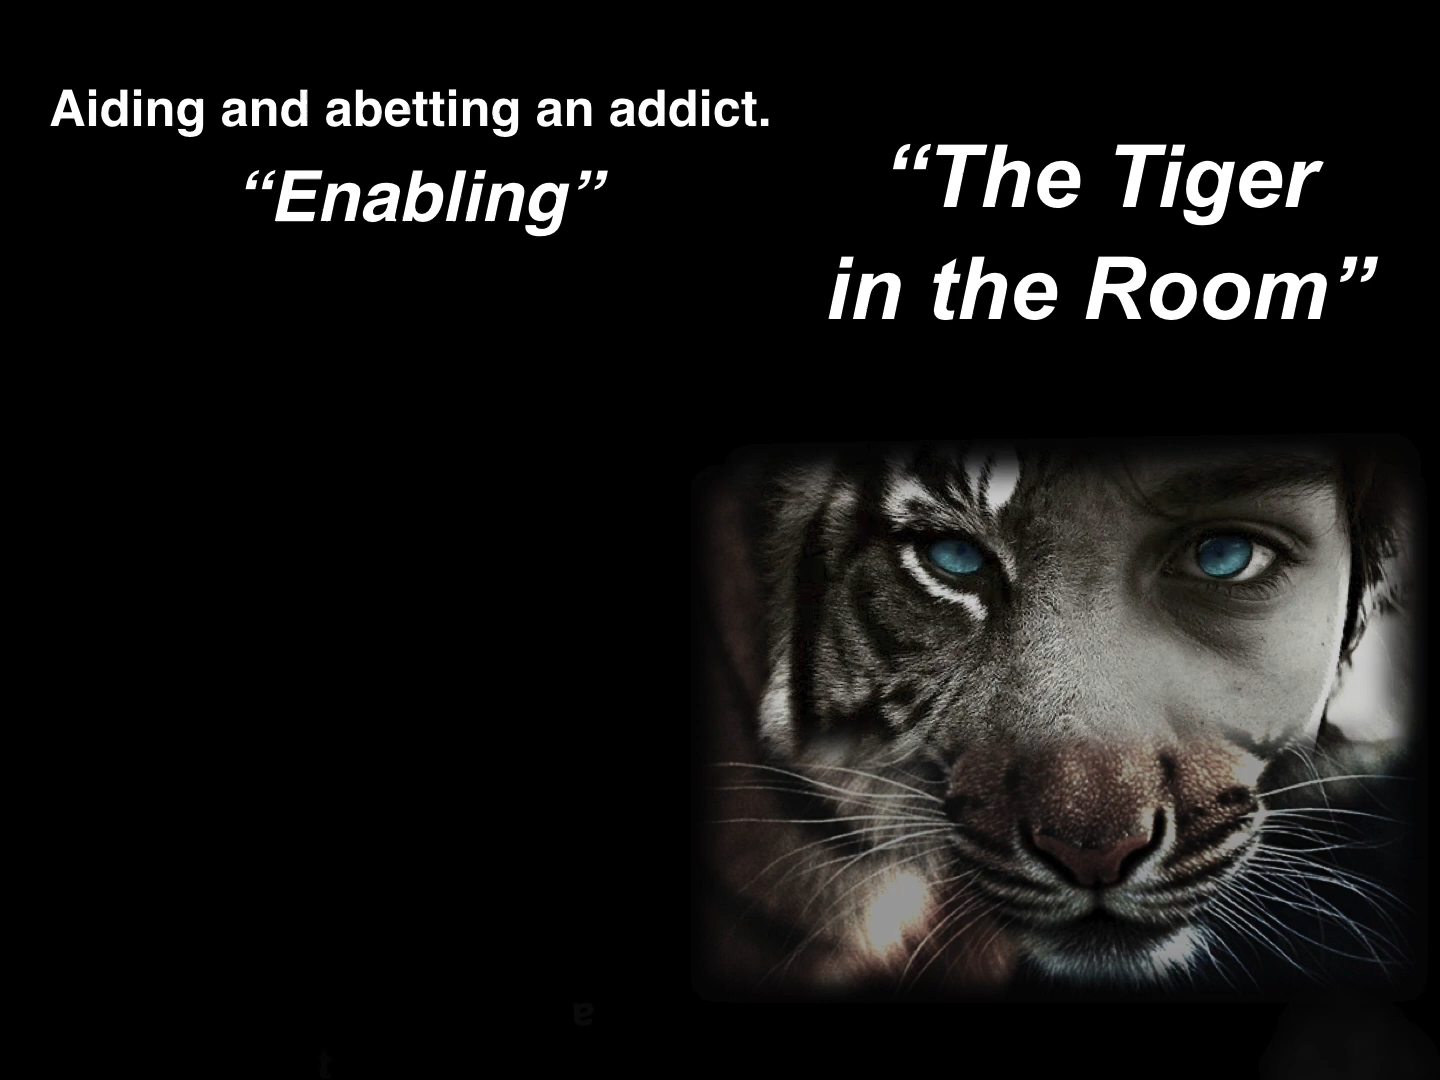 Aiding and abetting an addict.
“Enabling”
“The Tiger
in the Room”